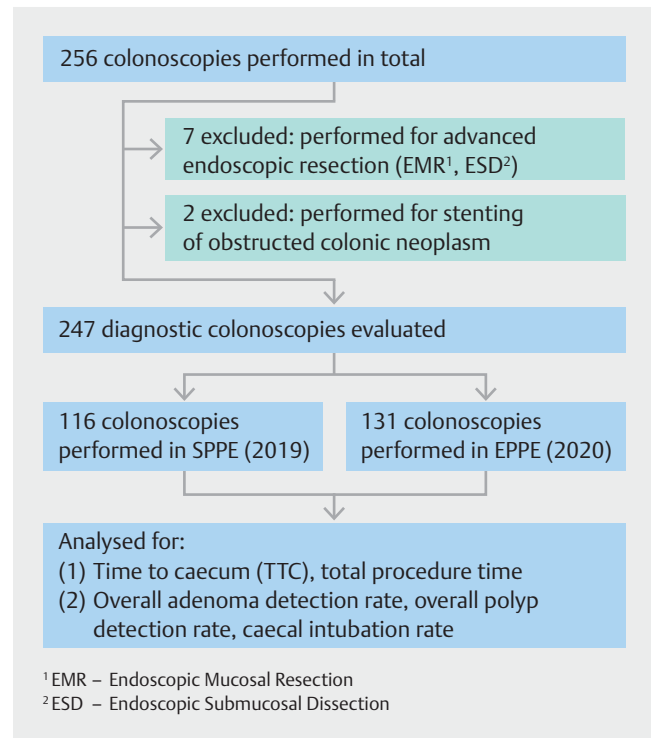 256 colonoscopies performed in total
7 excluded: performed for advanced
endoscopic resection (EMR¹, ESD²)
2 excluded: performed for stenting
of obstructed colonic neoplasm
247 diagnostic colonoscopies evaluated
116 colonoscopies
performed in SPPE (2019)
131 colonoscopies
performed in EPPE (2020)
Analysed for:
(1) Time to caecum (TTC), total procedure time
(2) Overall adenoma detection rate, overall polyp
detection rate, caecal intubation rate
¹ EMR – Endoscopic Mucosal Resection
² ESD – Endoscopic Submucosal Dissection